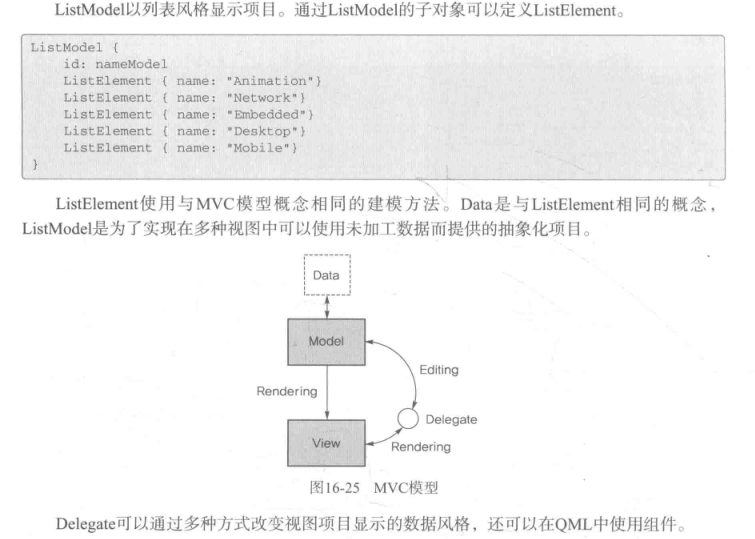 ListModel以列表风格显示项目。通过ListModel的子对象可以定义ListElement。
ListModel {
    id: nameModel
    ListElement { name: "Animation"}
    ListElement { name: "Network"}
    ListElement { name: "Embedded"}
    ListElement { name: "Desktop"}
    ListElement { name: "Mobile"}
}
ListElement使用与MVC模型概念相同的建模方法。Data是与ListElement相同的概念，
ListModel是为了实现在多种视图中可以使用未加工数据而提供的抽象化项目。
Data
Model
Editing
Rendering
Delegate
View
Rendering
图16-25 MVC模型
Delegate可以通过多种方式改变视图项目显示的数据风格，还可以在QML中使用组件。